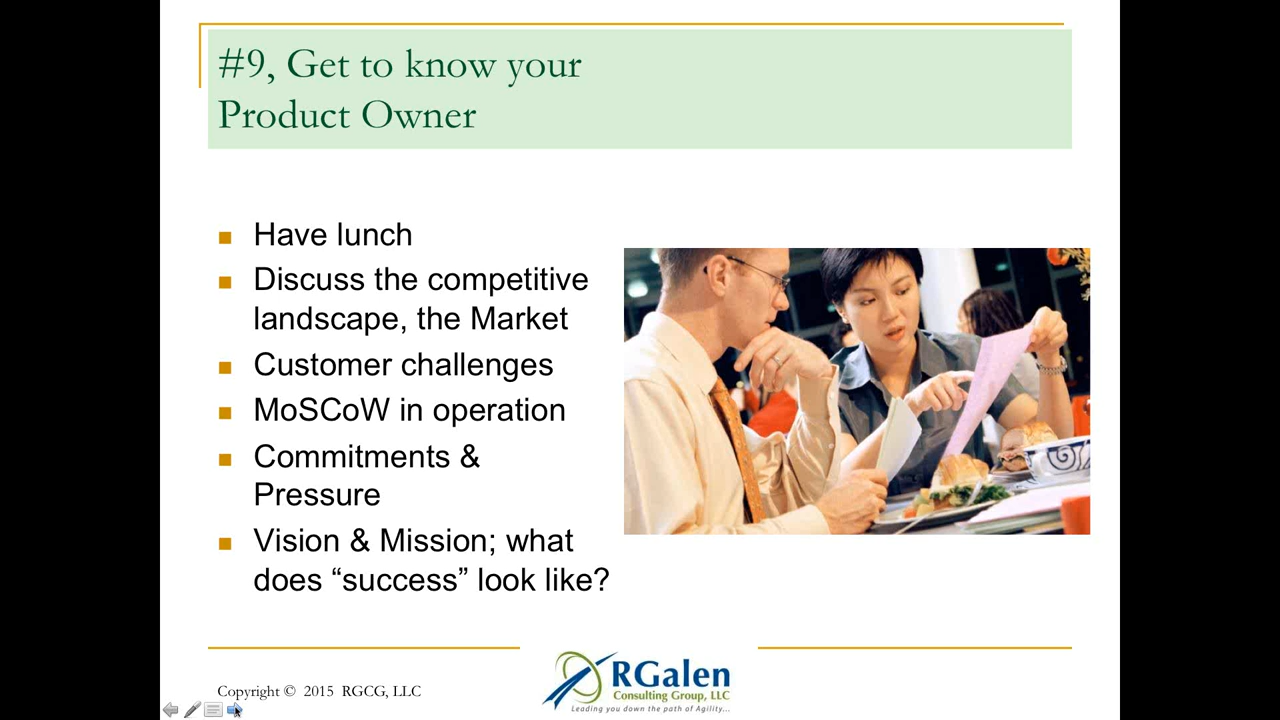 #9, Get to know your
Product Owner
Have lunch
Discuss the competitive
landscape, the Market
Customer challenges
MoSCoW in operation
Commitments &
Pressure
Vision & Mission; what
does “success” look like?
Copyright © 2015 RGCG, LLC
RGalen
Consulting Group, LLC
Leading you down the path of Agility...